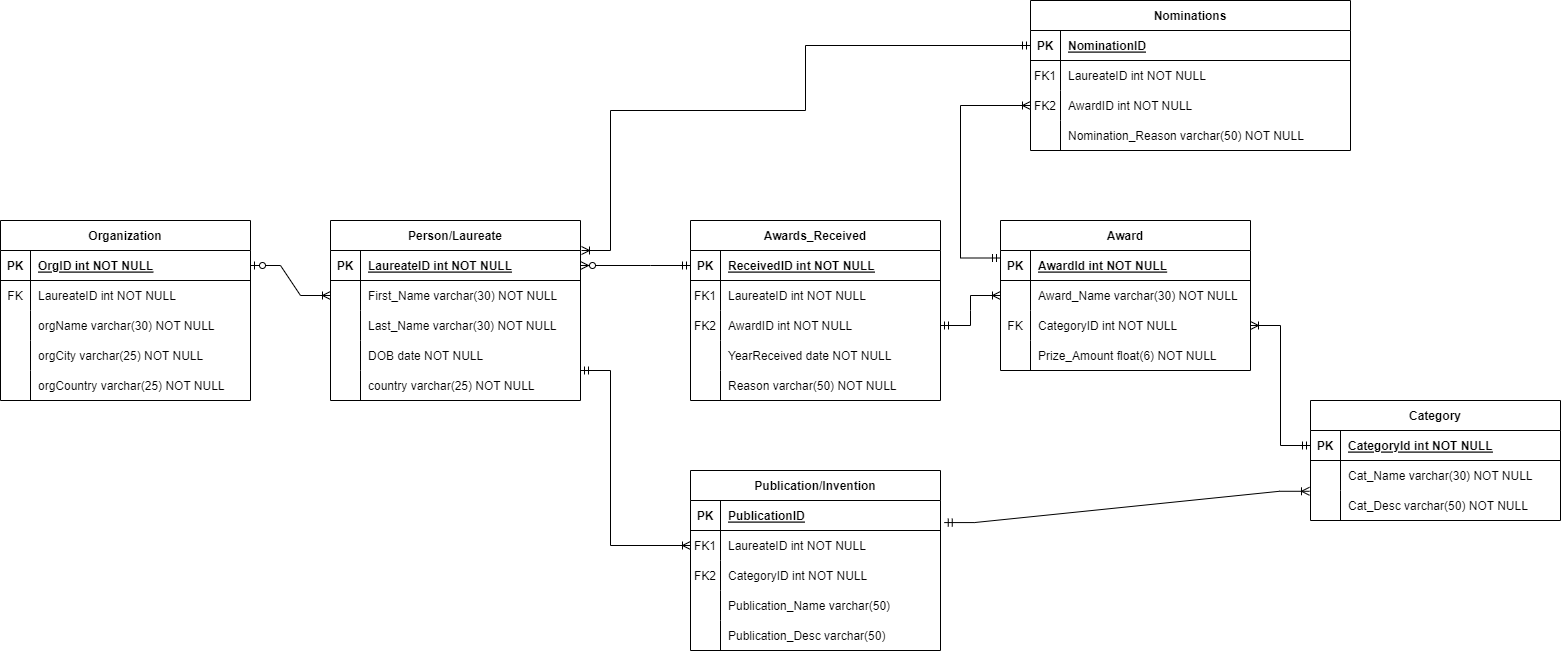 Nominations
PK NominationID
FK1 LaureateID int NOT NULL
FK2 AwardID int NOT NULL
Nomination_Reason varchar(50) NOT NULL
Organization
PK OrgID int NOT NULL
FK LaureateID int NOT NULL
orgName varchar(30) NOT NULL
orgCity varchar(25) NOT NULL
orgCountry varchar(25) NOT NULL
Person/Laureate
PK LaureateID int NOT NULL
First_Name varchar(30) NOT NULL
Last_Name varchar(30) NOT NULL
DOB date NOT NULL
country varchar(25) NOT NULL
Awards_Received
PK ReceivedID int NOT NULL
FK1 LaureateID int NOT NULL
FK2 AwardID int NOT NULL
YearReceived date NOT NULL
Reason varchar(50) NOT NULL
Award
PK AwardId int NOT NULL
Award_Name varchar(30) NOT NULL
FK CategoryID int NOT NULL
Prize_Amount float(6) NOT NULL
Category
PK CategoryId int NOT NULL
Cat_Name varchar(30) NOT NULL
Cat_Desc varchar(50) NOT NULL
Publication/Invention
PK PublicationID
FK1 LaureateID int NOT NULL
FK2 CategoryID int NOT NULL
Publication_Name varchar(50)
Publication_Desc varchar(50)